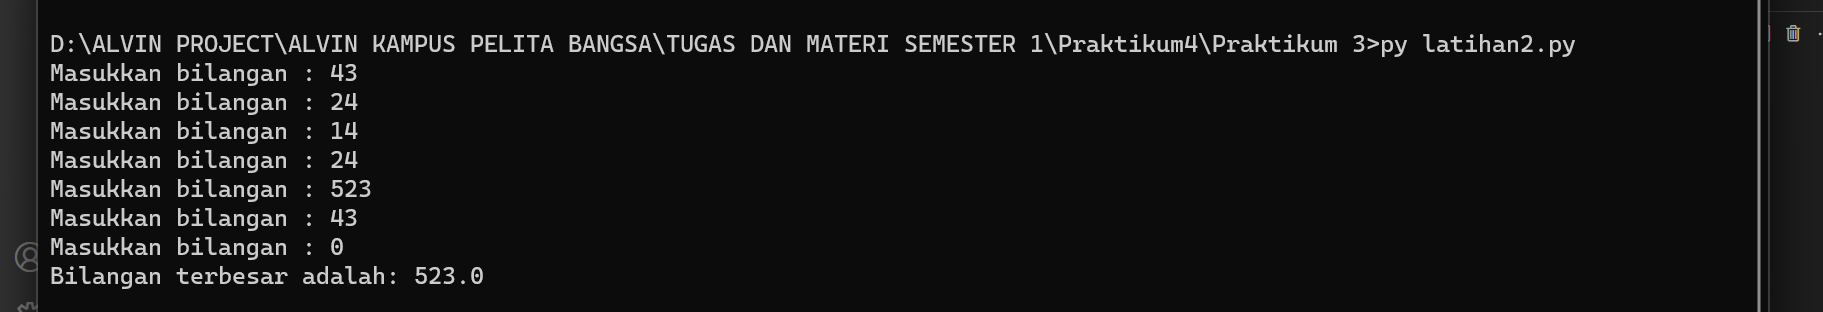 D:\ALVIN PROJECT\ALVIN KAMPUS PELITA BANGSA\TUGAS DAN MATERI SEMESTER 1\Praktikum4\Praktikum 3>py latihan2.py
Masukkan bilangan : 43
Masukkan bilangan : 24
Masukkan bilangan : 14
Masukkan bilangan : 24
Masukkan bilangan : 523
Masukkan bilangan : 43
Masukkan bilangan : 0
Bilangan terbesar adalah: 523.0